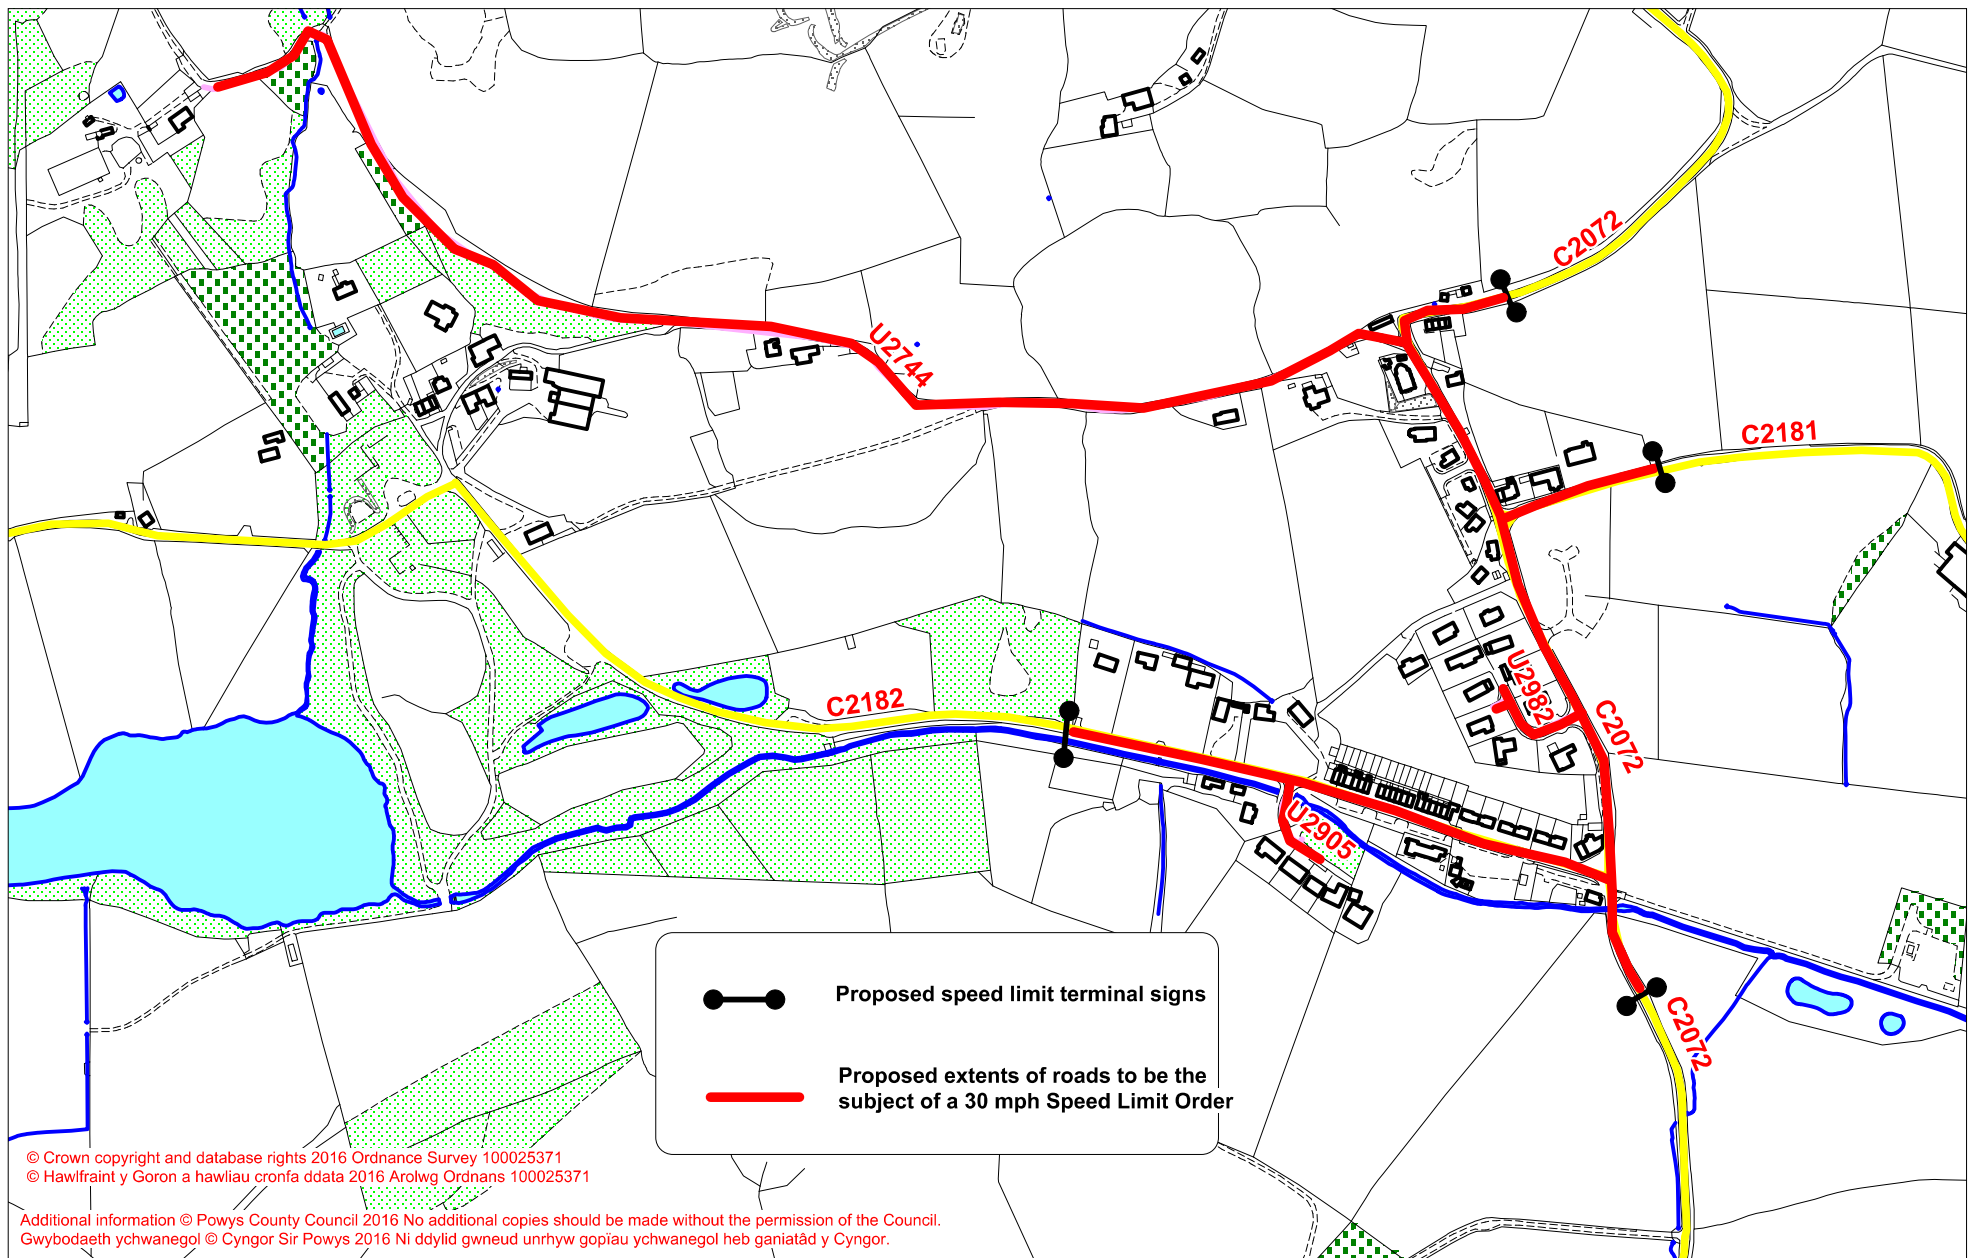 C2072
U2744
C2181
U2982
C2182
C2072
U2905
Proposed speed limit terminal signs
C2072
Proposed extents of roads to be the
subject of a 30 mph Speed Limit Order
© Crown copyright and database rights 2016 Ordnance Survey 100025371
© Hawlfraint y Goron a hawliau cronfa ddata 2016 Arolwg Ordnans 100025371
Additional information © Powys County Council 2016 No additional copies should be made without the permission of the Council.
Gwybodaeth ychwanegol © Cyngor Sir Powys 2016 Ni ddylid gwneud unrhyw gopïau ychwanegol heb ganiatâd y Cyngor.